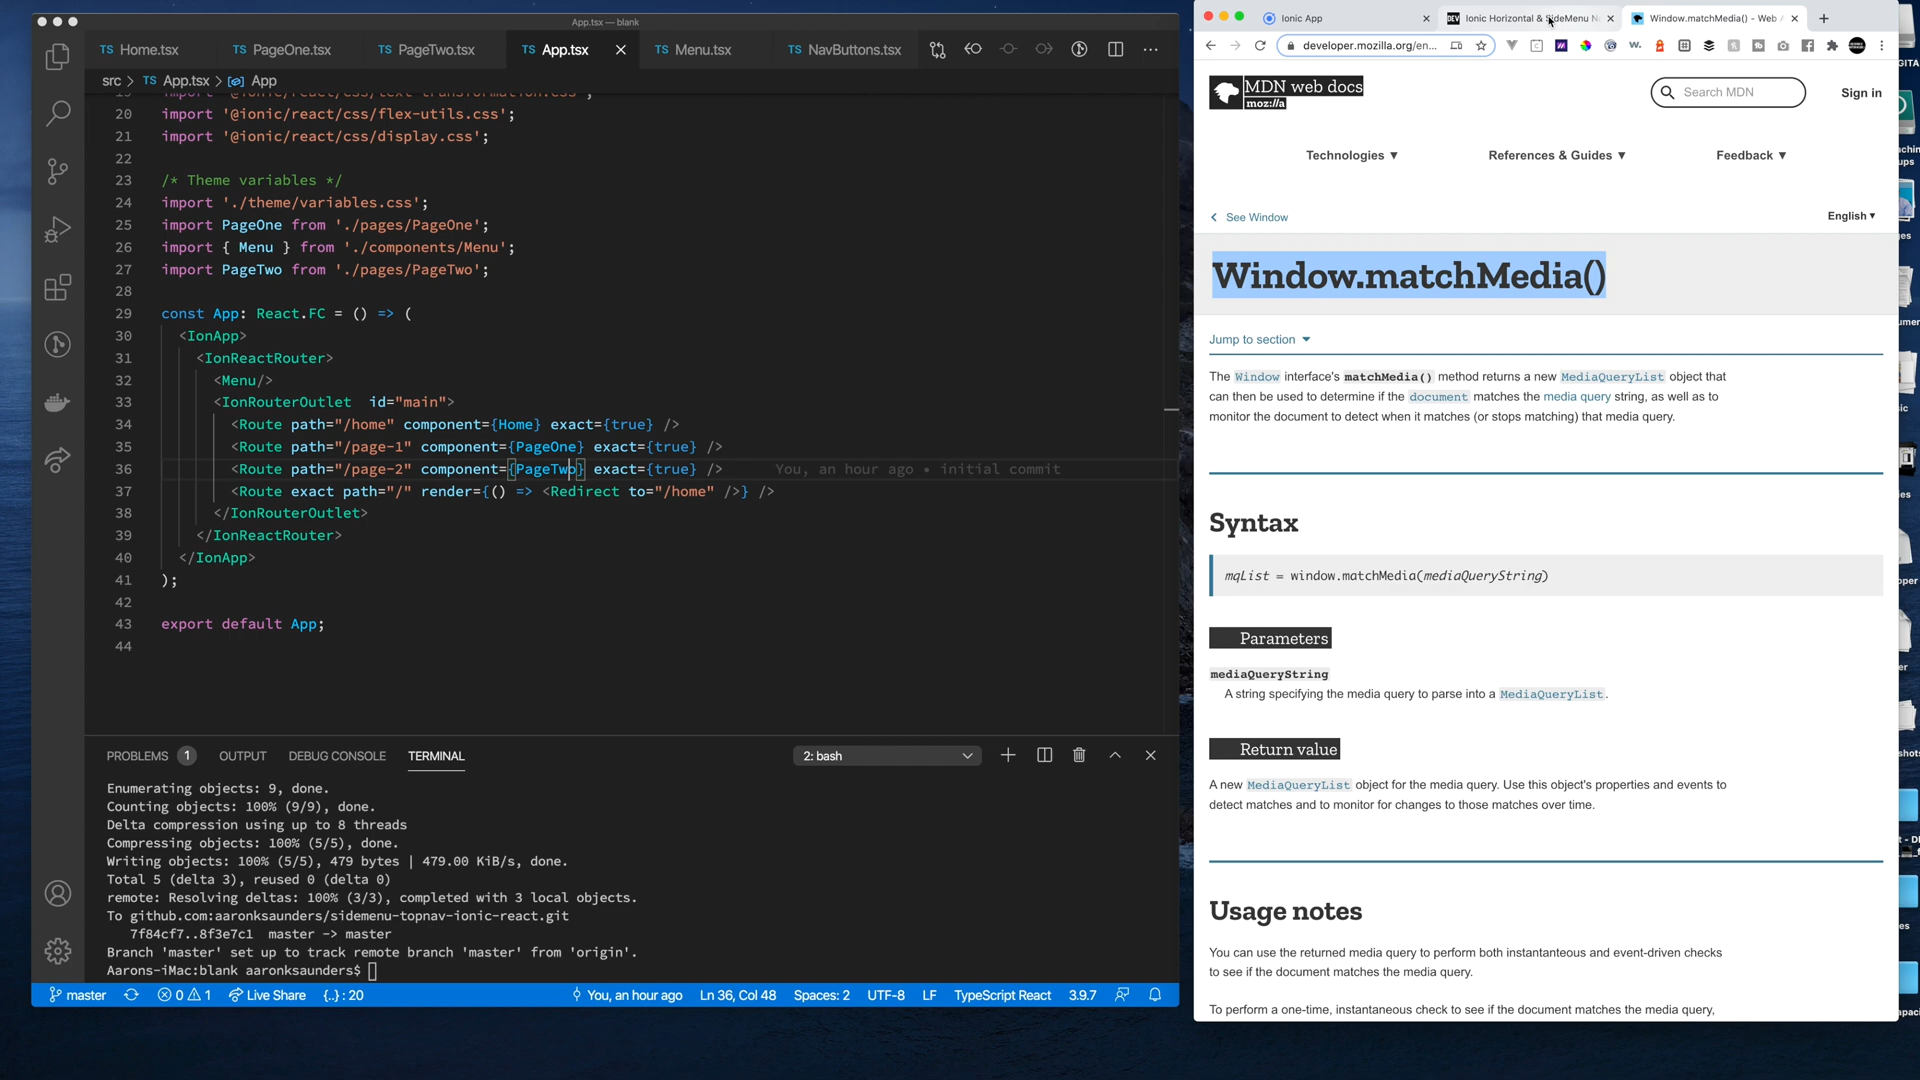 App.tsx — blank
TS Home.tsx
TS PageOne.tsx
TS PageTwo.tsx
TS App.tsx
TS Menu.tsx
TS NavButtons.tsx
src > TS App.tsx > App
19 import '@ionic/react/css/text-transformation.css';
20 import '@ionic/react/css/flex-utils.css';
21 import '@ionic/react/css/display.css';
22
23 /* Theme variables */
24 import './theme/variables.css';
25 import PageOne from './pages/PageOne';
26 import { Menu } from './components/Menu';
27 import PageTwo from './pages/PageTwo';
28
29 const App: React.FC = () => (
30 <IonApp>
31 <IonReactRouter>
32 <Menu/>
33 <IonRouterOutlet id="main">
34 <Route path="/home" component={Home} exact={true} />
35 <Route path="/page-1" component={PageOne} exact={true} />
36 <Route path="/page-2" component={PageTwo} exact={true} /> You, an hour ago • initial commit
37 <Route exact path="/" render={() => <Redirect to="/home" />} />
38 </IonRouterOutlet>
39 </IonReactRouter>
40 </IonApp>
41 );
42
43 export default App;
44
PROBLEMS 1 OUTPUT DEBUG CONSOLE TERMINAL 2: bash
Enumerating objects: 9, done.
Counting objects: 100% (9/9), done.
Delta compression using up to 8 threads
Compressing objects: 100% (5/5), done.
Writing objects: 100% (5/5), 479 bytes | 479.00 KiB/s, done.
Total 5 (delta 3), reused 0 (delta 0)
remote: Resolving deltas: 100% (3/3), completed with 3 local objects.
To github.com:aaronksaunders/sidemenu-topnav-ionic-react.git
7f84cf7..8f3e7c1 master -> master
Branch 'master' set up to track remote branch 'master' from 'origin'.
Aarons-iMac:blank aaronksaunders$
master 0 1 Live Share {..} : 20 You, an hour ago Ln 36, Col 48 Spaces: 2 UTF-8 LF TypeScript React 3.9.7
Ionic App
DEV Ionic Horizontal & SideMenu N
Window.matchMedia() - Web A
developer.mozilla.org/en...
MDN web docs
moz://a
Search MDN
Sign in
Technologies ▼
References & Guides ▼
Feedback ▼
See Window
English ▼
Window.matchMedia()
Jump to section
The Window interface's matchMedia() method returns a new MediaQueryList object that
can then be used to determine if the document matches the media query string, as well as to
monitor the document to detect when it matches (or stops matching) that media query.
Syntax
mqList = window.matchMedia(mediaQueryString)
Parameters
mediaQueryString
A string specifying the media query to parse into a MediaQueryList.
Return value
A new MediaQueryList object for the media query. Use this object's properties and events to
detect matches and to monitor for changes to those matches over time.
Usage notes
You can use the returned media query to perform both instantaneous and event-driven checks
to see if the document matches the media query.
To perform a one-time, instantaneous check to see if the document matches the media query,